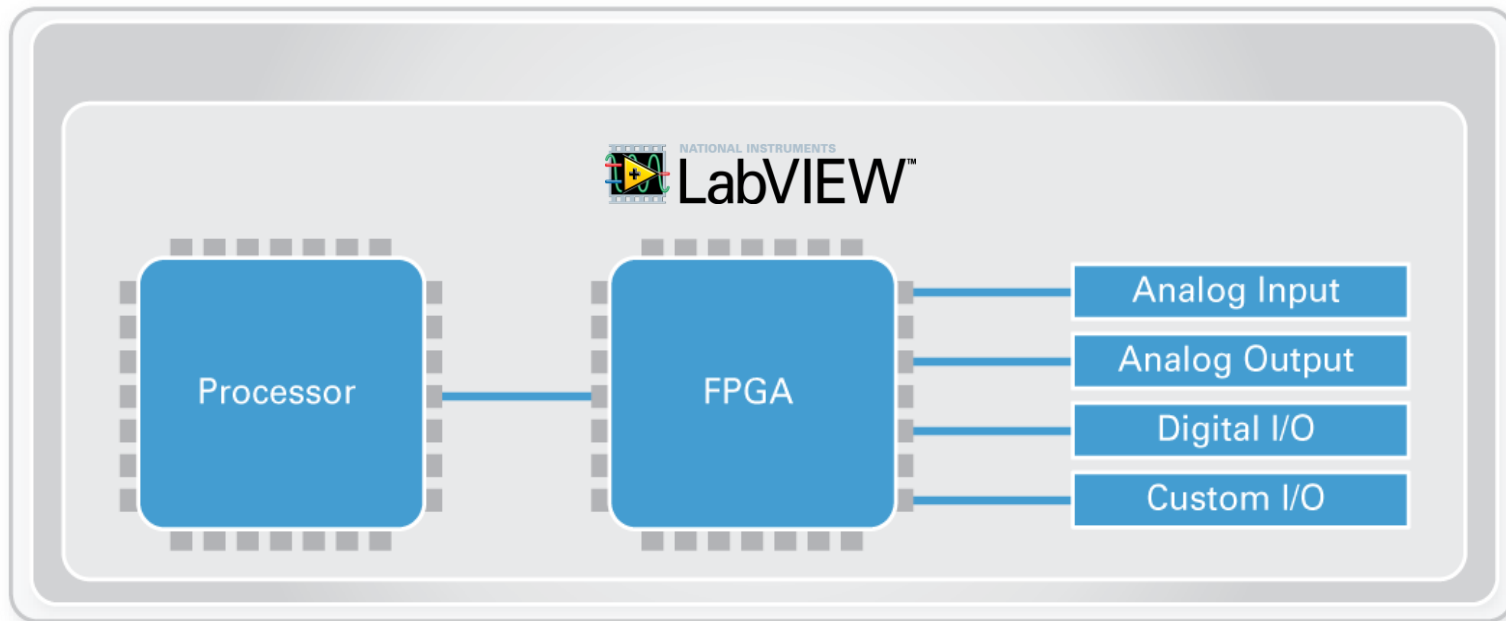 NATIONAL INSTRUMENTS
LabVIEW™
Processor
FPGA
Analog Input
Analog Output
Digital I/O
Custom I/O